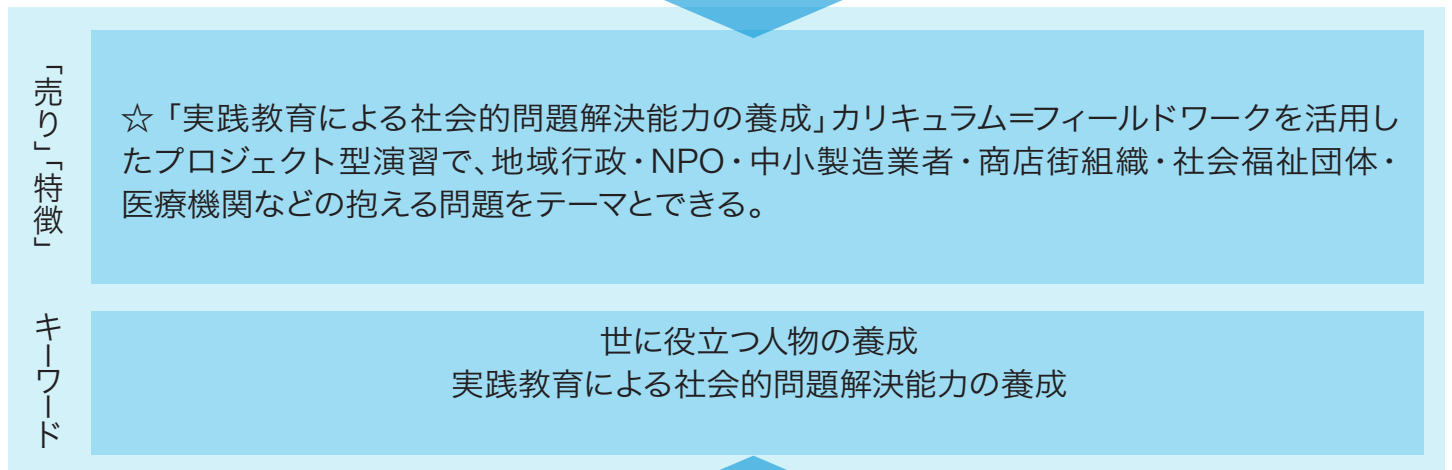 「売り」「特徴」
☆「実践教育による社会的問題解決能力の養成」カリキュラム=フィールドワークを活用し
たプロジェクト型演習で、地域行政・NPO・中小製造業者・商店街組織・社会福祉団体・
医療機関などの抱える問題をテーマとできる。
キーワード
世に役立つ人物の養成
実践教育による社会的問題解決能力の養成